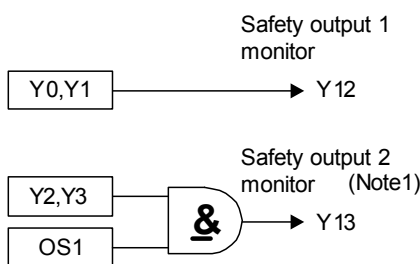 Safety output 1
monitor
Y0,Y1
Y12
Safety output 2
monitor (Note1)
Y2,Y3
&
Y13
OS1